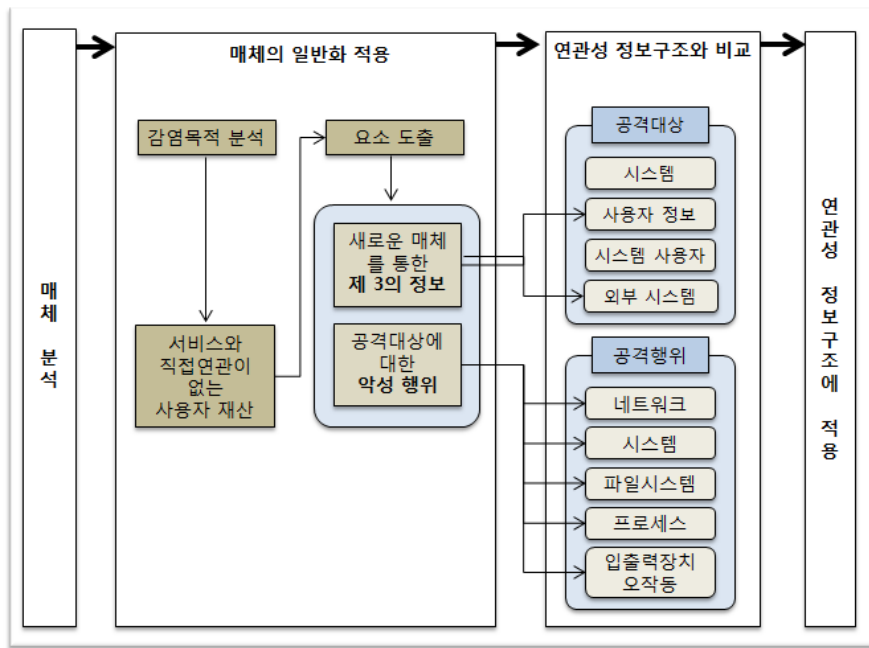 매체 분석
매체의 일반화 적용
감염목적 분석
요소 도출
새로운 매체
를 통한
제 3의 정보
서비스와
직접연관이
없는
사용자 재산
공격대상에
대한
악성 행위
연관성 정보구조와 비교
공격대상
시스템
사용자 정보
시스템 사용자
외부 시스템
공격행위
네트워크
시스템
파일시스템
프로세스
입출력장치
오작동
연관성 정보구조에 적용